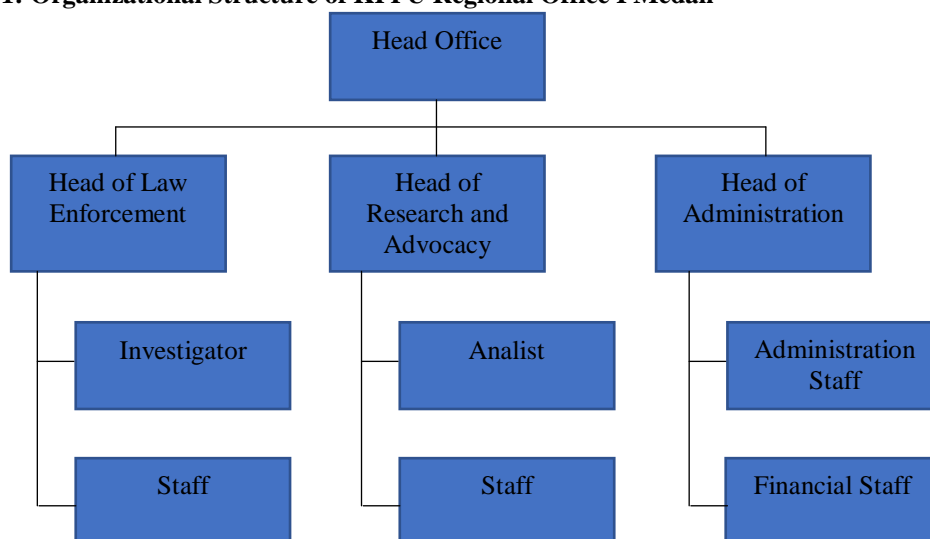 1. Organizational Structure of KPPU Regional Office I Medan
Head Office
Head of Law
Enforcement
Head of
Research and
Advocacy
Head of
Administration
Investigator
Analist
Administration
Staff
Staff
Staff
Financial Staff